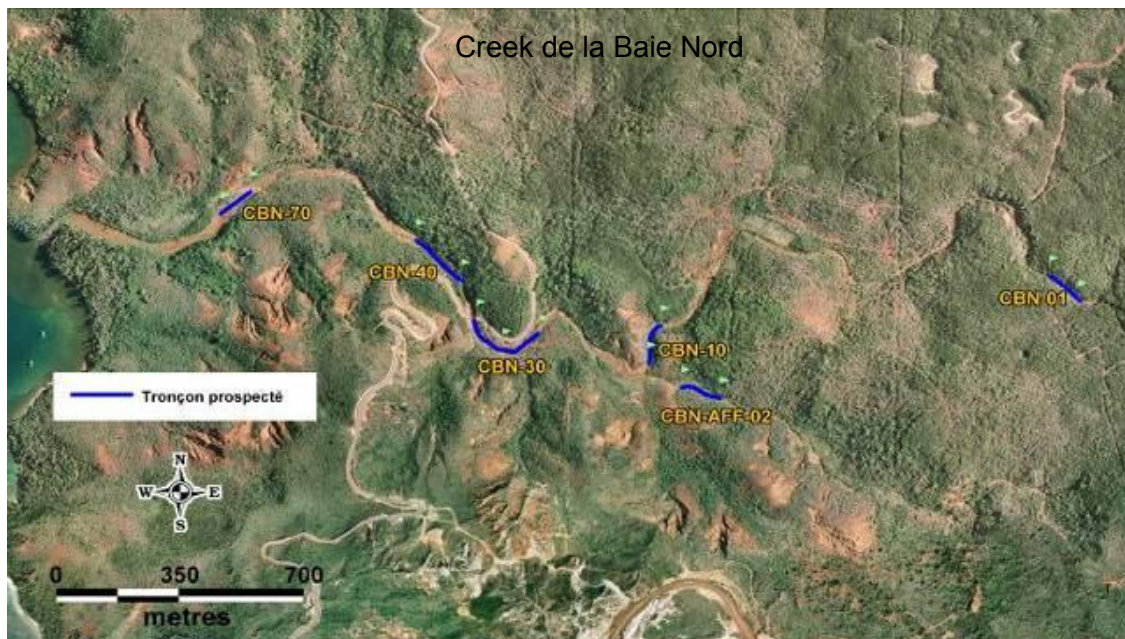 Creek de la Baie Nord
CBN-70
CBN-40
CBN-01
CBN-30
CBN-10
CBN-AFF-02
Tronçon prospecté
N
W E
S
0 350 700
metres